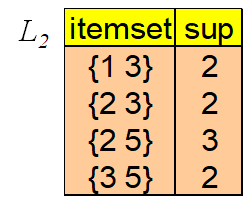 L2 itemset sup
{1 3} 2
{2 3} 2
{2 5} 3
{3 5} 2